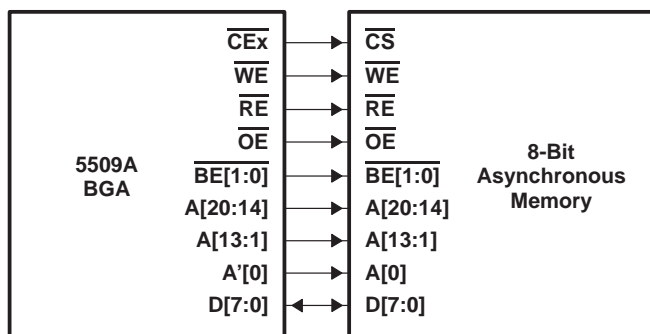 CEx CS
WE WE
RE RE
OE OE
5509A
BGA
8-Bit
Asynchronous
Memory
BE[1:0] BE[1:0]
A[20:14] A[20:14]
A[13:1] A[13:1]
A'[0] A[0]
D[7:0] D[7:0]